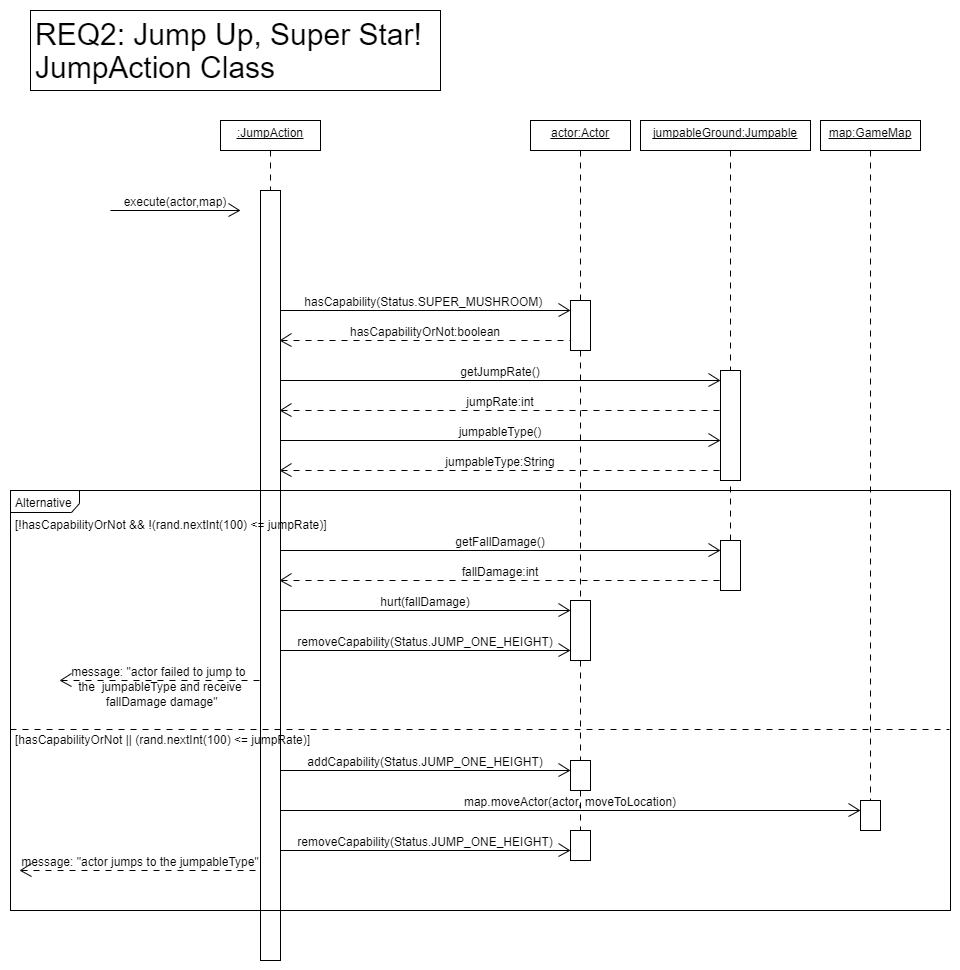 REQ2: Jump Up, Super Star!
JumpAction Class
:JumpAction
actor:Actor
jumpableGround:Jumpable
map:GameMap
execute(actor,map)
hasCapability(Status.SUPER_MUSHROOM)
hasCapabilityOrNot:boolean
getJumpRate()
jumpRate:int
jumpableType()
jumpableType:String
Alternative
[!hasCapabilityOrNot && !(rand.nextInt(100) <= jumpRate)]
getFallDamage()
fallDamage:int
hurt(fallDamage)
removeCapability(Status.JUMP_ONE_HEIGHT)
message: "actor failed to jump to
the jumpableType and receive
fallDamage damage"
[hasCapabilityOrNot || (rand.nextInt(100) <= jumpRate)]
addCapability(Status.JUMP_ONE_HEIGHT)
map.moveActor(actor, moveToLocation)
removeCapability(Status.JUMP_ONE_HEIGHT)
message: "actor jumps to the jumpableType"